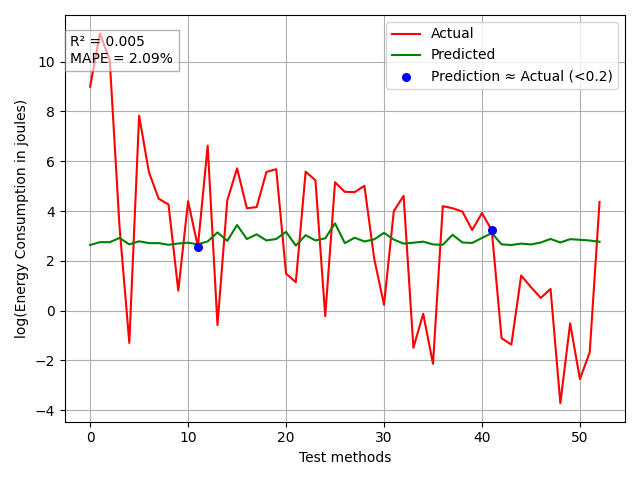 R² = 0.005
MAPE = 2.09%
Actual
Predicted
Prediction ≈ Actual (<0.2)
log(Energy Consumption in joules)
10
8
6
4
2
0
−2
−4
0
10
20
30
40
50
Test methods